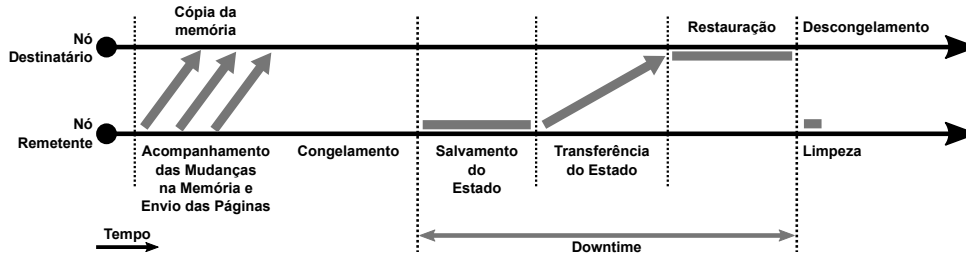 Cópia da
memória
Restauração
Descongelamento
Nó
Destinatário
Nó
Remetente
Acompanhamento
das Mudanças
na Memória e
Envio das Páginas
Congelamento
Salvamento
do
Estado
Transferência
do Estado
Limpeza
Tempo
Downtime